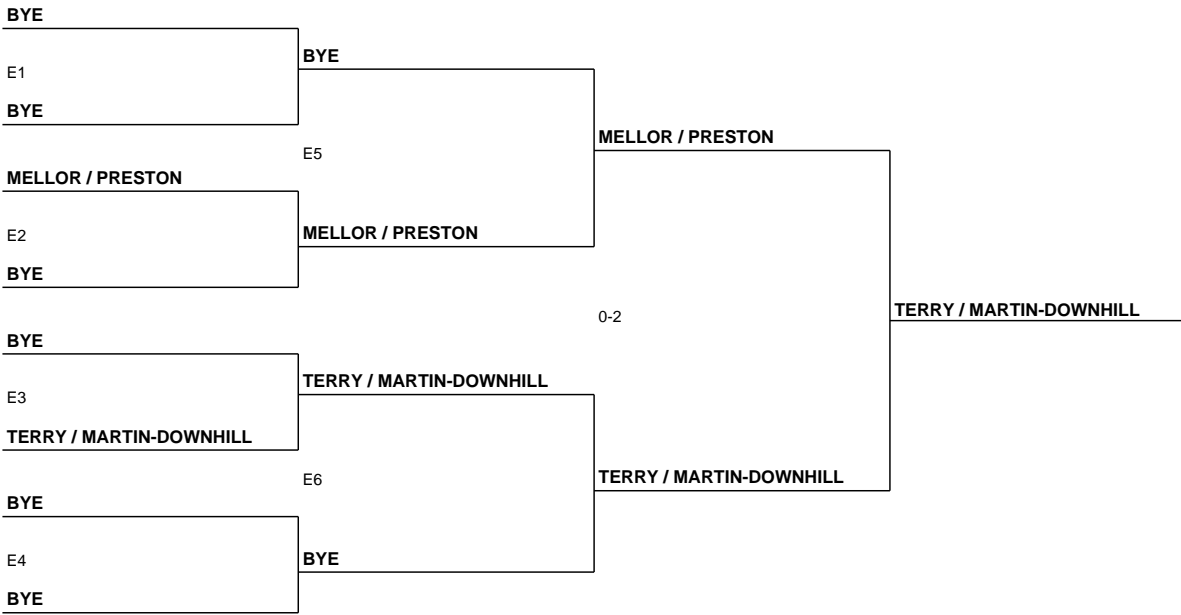 BYE
E1
BYE
BYE
E5
MELLOR / PRESTON
E2
BYE
MELLOR / PRESTON
MELLOR / PRESTON
0-2
BYE
E3
TERRY / MARTIN-DOWNHILL
TERRY / MARTIN-DOWNHILL
E6
BYE
E4
BYE
BYE
TERRY / MARTIN-DOWNHILL
TERRY / MARTIN-DOWNHILL